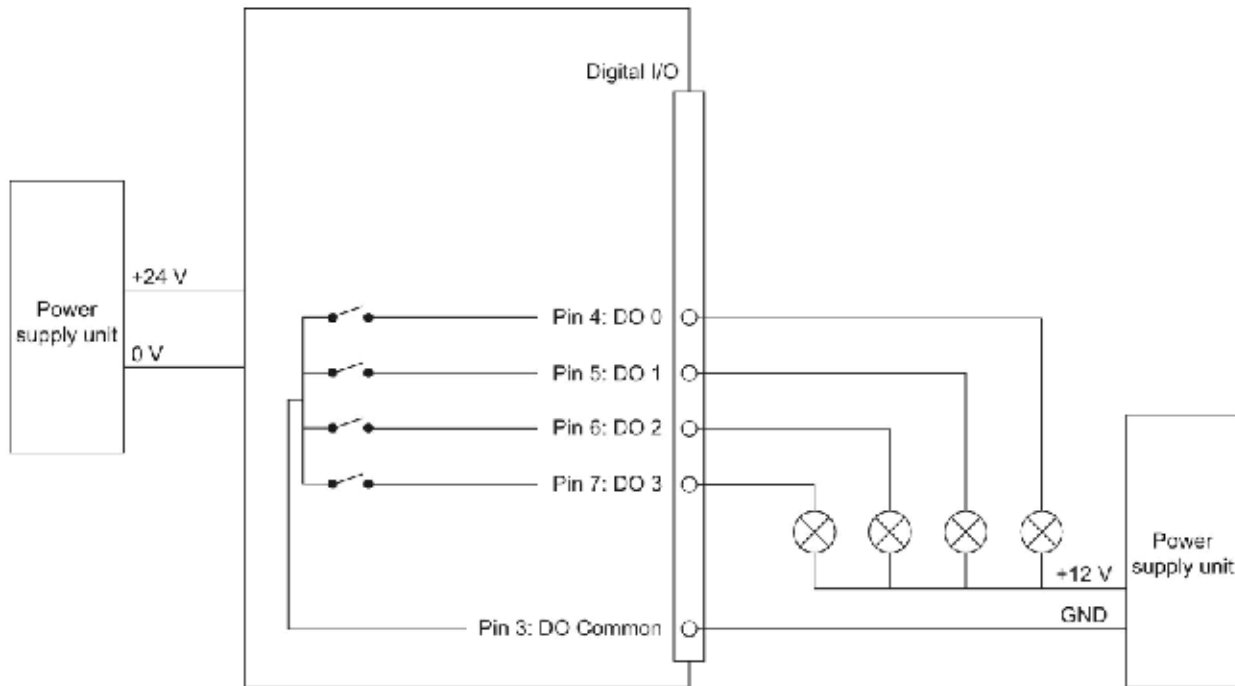 Digital I/O
+24 V
Power
supply unit
0 V
Pin 4: DO 0
Pin 5: DO 1
Pin 6: DO 2
Pin 7: DO 3
Power
supply unit
+12 V
GND
Pin 3: DO Common